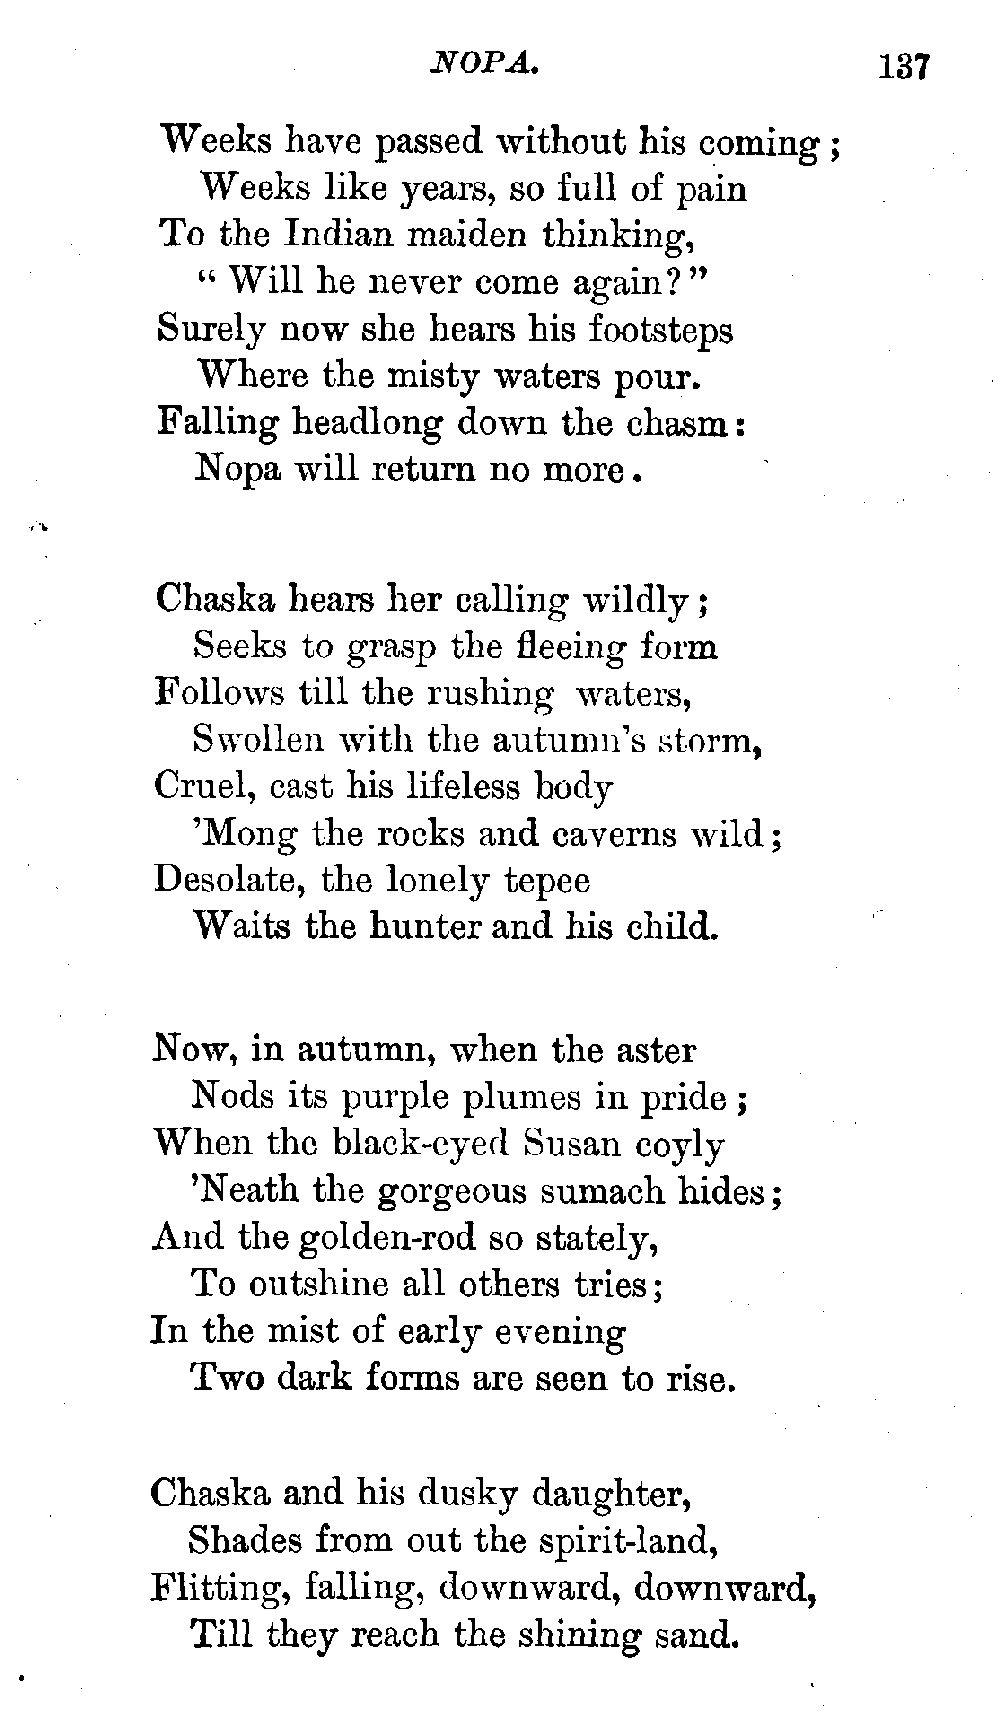 NOPA. 137
Weeks have passed without his coming;
Weeks like years, so full of pain
To the Indian maiden thinking,
“Will he never come again?”
Surely now she hears his footsteps
Where the misty waters pour.
Falling headlong down the chasm:
Nopa will return no more.
Chaska hears her calling wildly;
Seeks to grasp the fleeing form
Follows till the rushing waters,
Swollen with the autumn’s storm,
Cruel, cast his lifeless body
’Mong the rocks and caverns wild;
Desolate, the lonely tepee
Waits the hunter and his child.
Now, in autumn, when the aster
Nods its purple plumes in pride;
When the black-eyed Susan coyly
’Neath the gorgeous sumach hides;
And the golden-rod so stately,
To outshine all others tries;
In the mist of early evening
Two dark forms are seen to rise.
Chaska and his dusky daughter,
Shades from out the spirit-land,
Flitting, falling, downward, downward,
Till they reach the shining sand.